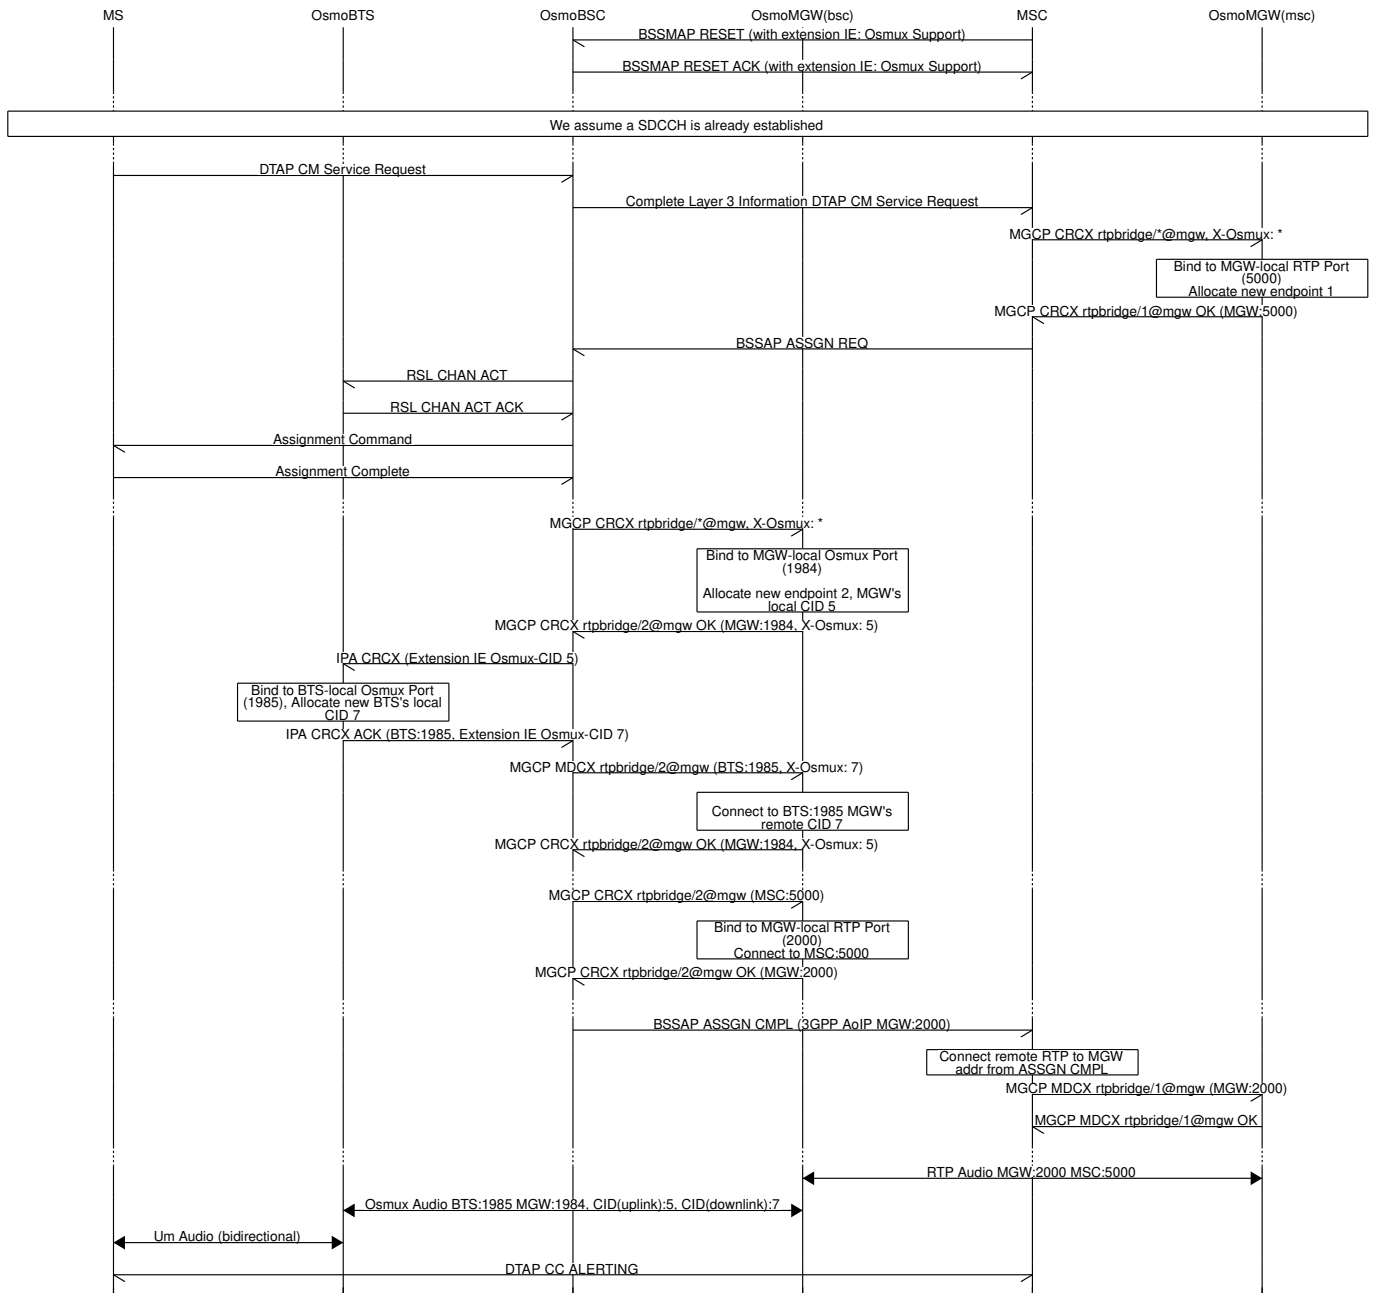 MS OsmoBTS OsmoBSC OsmoMGW(bsc) MSC OsmoMGW(msc)
BSSMAP RESET (with extension IE: Osmux Support)
BSSMAP RESET ACK (with extension IE: Osmux Support)
We assume a SDCCH is already established
DTAP CM Service Request
Complete Layer 3 Information DTAP CM Service Request
MGCP CRCX rtpbridge/*@mgw, X-Osmux: *
Bind to MGW-local RTP Port
(5000)
Allocate new endpoint 1
MGCP CRCX rtpbridge/1@mgw OK (MGW:5000)
BSSAP ASSGN REQ
RSL CHAN ACT
RSL CHAN ACT ACK
Assignment Command
Assignment Complete
MGCP CRCX rtpbridge/*@mgw, X-Osmux: *
Bind to MGW-local Osmux Port
(1984)
Allocate new endpoint 2, MGW's
local CID 5
MGCP CRCX rtpbridge/2@mgw OK (MGW:1984, X-Osmux: 5)
IPA CRCX (Extension IE Osmux-CID 5)
Bind to BTS-local Osmux Port
(1985), Allocate new BTS's local
CID 7
IPA CRCX ACK (BTS:1985, Extension IE Osmux-CID 7)
MGCP MDCX rtpbridge/2@mgw (BTS:1985, X-Osmux: 7)
Connect to BTS:1985 MGW's
remote CID 7
MGCP CRCX rtpbridge/2@mgw OK (MGW:1984, X-Osmux: 5)
MGCP CRCX rtpbridge/2@mgw (MSC:5000)
Bind to MGW-local RTP Port
(2000)
Connect to MSC:5000
MGCP CRCX rtpbridge/2@mgw OK (MGW:2000)
BSSAP ASSGN CMPL (3GPP AoIP MGW:2000)
Connect remote RTP to MGW
addr from ASSGN CMPL
MGCP MDCX rtpbridge/1@mgw (MGW:2000)
MGCP MDCX rtpbridge/1@mgw OK
RTP Audio MGW:2000 MSC:5000
Osmux Audio BTS:1985 MGW:1984, CID(uplink):5, CID(downlink):7
Um Audio (bidirectional)
DTAP CC ALERTING